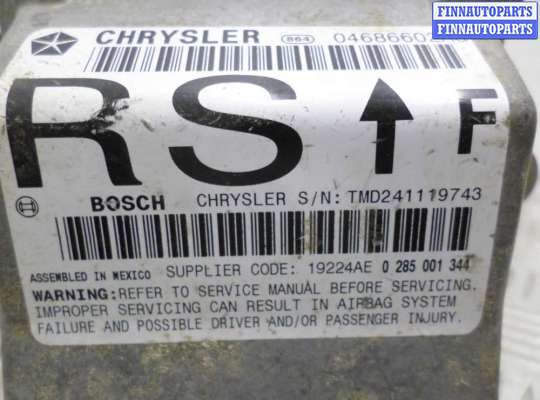 FINNAUTOPARTS
FINNAUTOPARTS
CHRYSLER 864
RS F
BOSCH CHRYSLER S/N: TMD241119743
ASSEMBLED IN MEXICO SUPPLIER CODE: 19224AE 0 285 001 344
WARNING:REFER TO SERVICE MANUAL BEFORE SERVICING.
IMPROPER SERVICING CAN RESULT IN AIRBAG SYSTEM
FAILURE AND POSSIBLE DRIVER AND/OR PASSENGER INJURY.